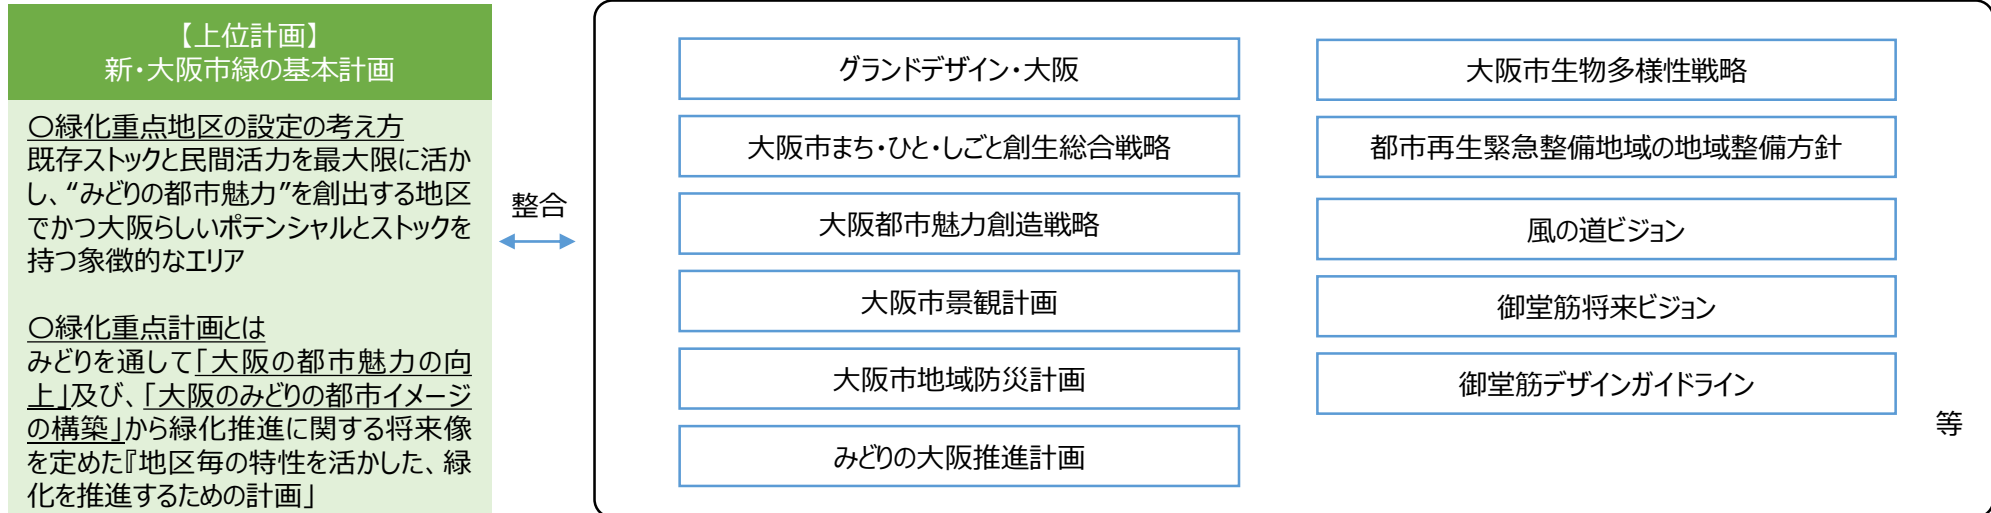 【上位計画】
新・大阪市緑の基本計画
〇緑化重点地区の設定の考え方
既存ストックと民間活力を最大限に活か
し、“みどりの都市魅力”を創出する地区
でかつ大阪らしいポテンシャルとストックを
持つ象徴的なエリア
〇緑化重点計画とは
みどりを通して「大阪の都市魅力の向
上」及び、「大阪のみどりの都市イメージ
の構築」から緑化推進に関する将来像
を定めた『地区毎の特性を活かした、緑
化を推進するための計画」
整合
グランドデザイン・大阪
大阪市まち・ひと・しごと創生総合戦略
大阪都市魅力創造戦略
大阪市景観計画
大阪市地域防災計画
みどりの大阪推進計画
大阪市生物多様性戦略
都市再生緊急整備地域の地域整備方針
風の道ビジョン
御堂筋将来ビジョン
御堂筋デザインガイドライン
等